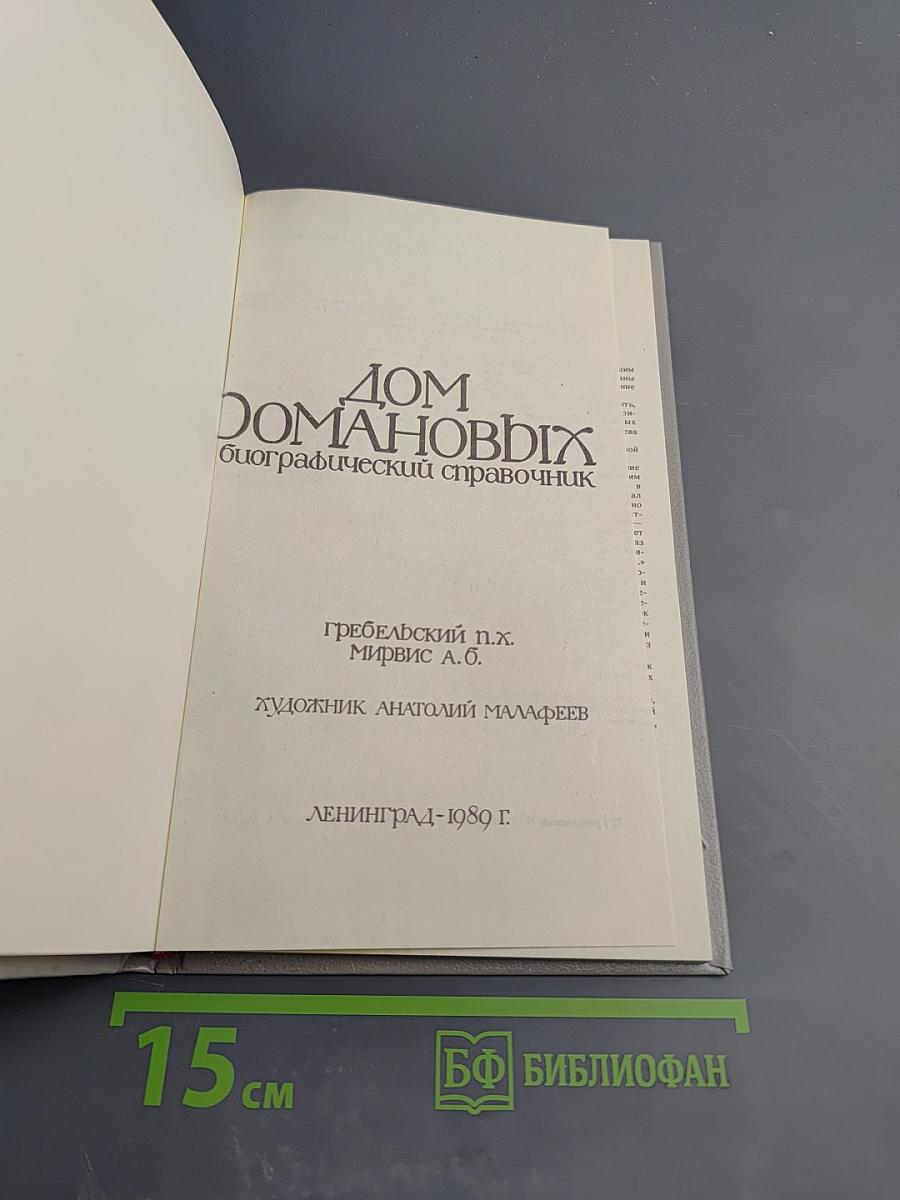 ДОМ
РОМАНОВЫХ
биографический справочник
ГРЕБЕЛЬСКИЙ П.Х.
МИРВИС А.Б.
ХУДОЖНИК АНАТОЛИЙ МАЛАФЕЕВ
ЛЕНИНГРАД-1989 Г.
15 см
БФ БИБЛИОФАН